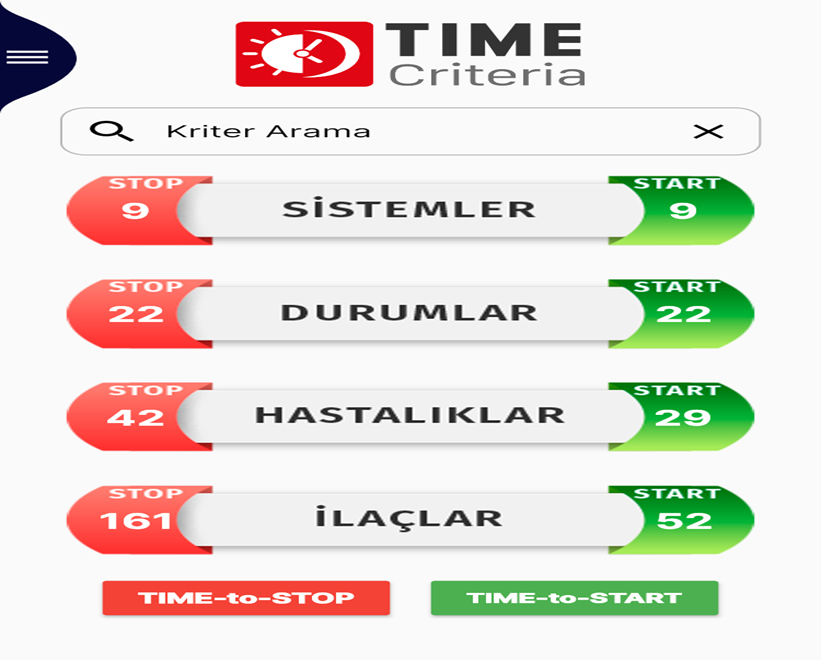 TIME
Criteria
Kriter Arama
STOP START
9 SİSTEMLER 9
STOP START
22 DURUMLAR 22
STOP START
42 HASTALIKLAR 29
STOP START
161 İLAÇLAR 52
TIME-to-STOP TIME-to-START